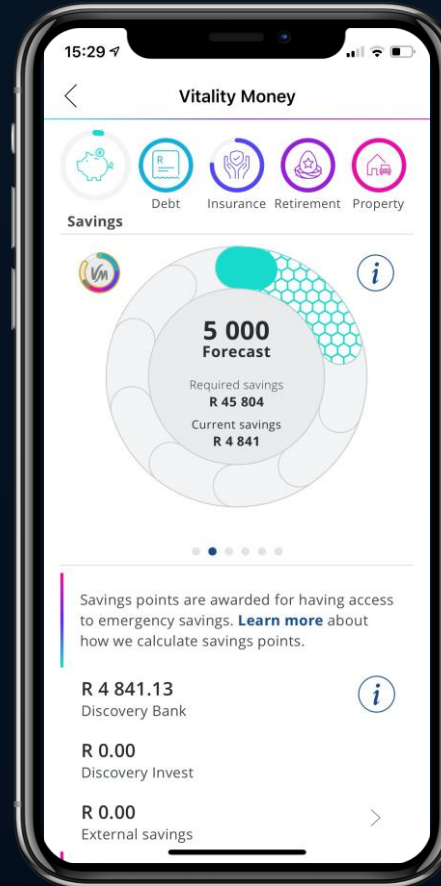 15:29
Vitality Money
R
R
Debt
Insurance
Retirement
Property
Savings
VM
i
5 000
Forecast
Required savings
R 45 804
Current savings
R 4 841
Savings points are awarded for having access
to emergency savings. Learn more about
how we calculate savings points.
R 4 841.13
i
Discovery Bank
R 0.00
Discovery Invest
R 0.00
External savings